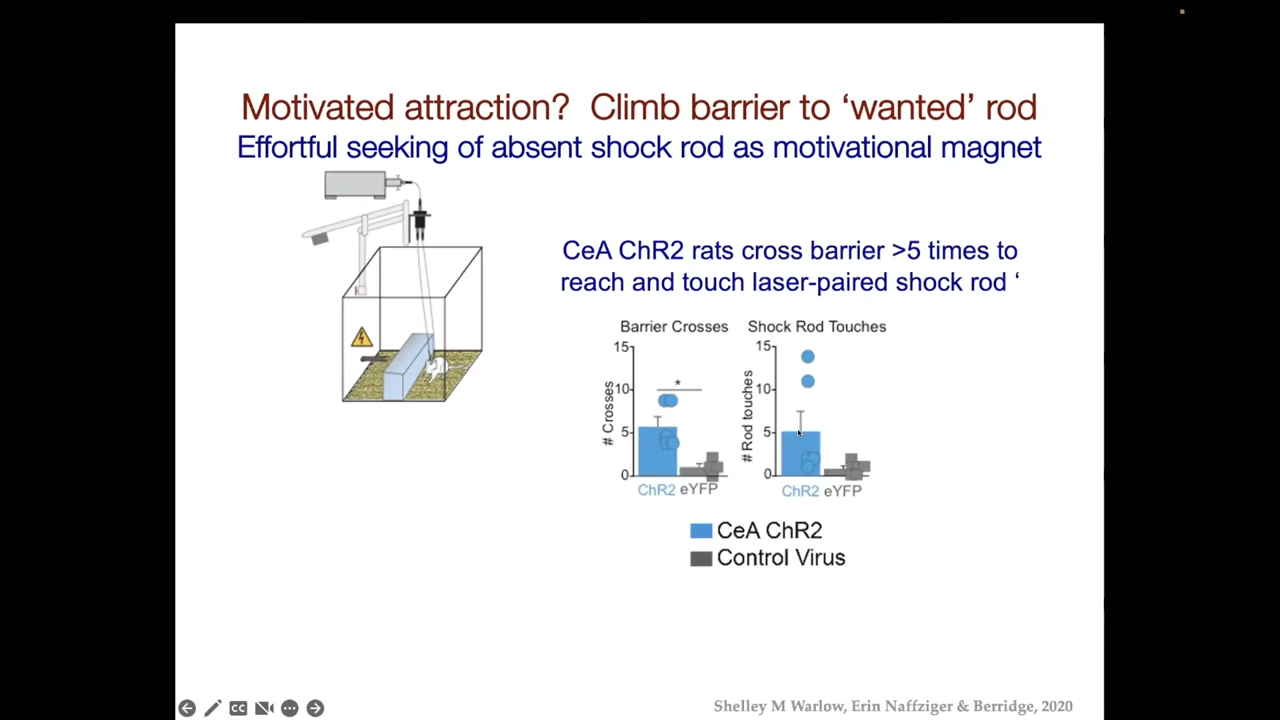 Motivated attraction? Climb barrier to ‘wanted’ rod
Effortful seeking of absent shock rod as motivational magnet
CeA ChR2 rats cross barrier >5 times to
reach and touch laser-paired shock rod ‘
Barrier Crosses
Shock Rod Touches
15
10
5
0
# Crosses
*
ChR2 eYFP
15
10
5
0
# Rod touches
ChR2 eYFP
CeA ChR2
Control Virus
CC
Shelley M Warlow, Erin Naffziger & Berridge, 2020